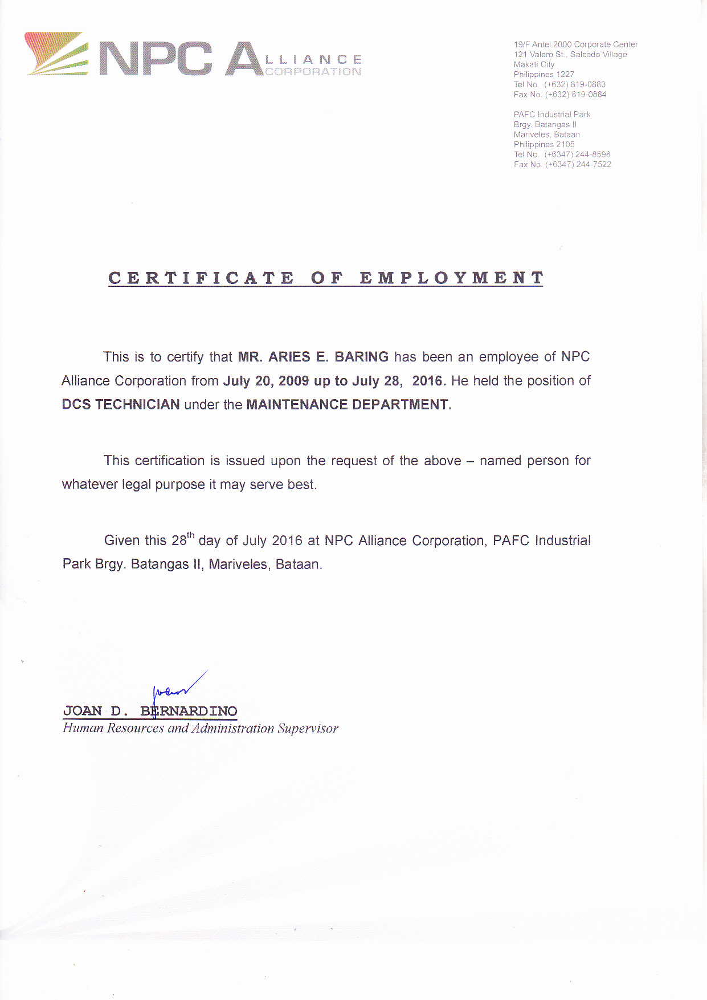 NPC ALLIANCE
CORPORATION
19/F Antel 2000 Corporate Center
121 Valero St., Salcedo Village
Makati City
Philippines 1227
Tel No. (+632) 819-0883
Fax No. (+632) 819-0884
PAFC Industrial Park
Brgy. Batangas II
Mariveles, Bataan
Philippines 2105
Tel No. (+6347) 244-8598
Fax No. (+6347) 244-7522
CERTIFICATE OF EMPLOYMENT
This is to certify that MR. ARIES E. BARING has been an employee of NPC
Alliance Corporation from July 20, 2009 up to July 28, 2016. He held the position of
DCS TECHNICIAN under the MAINTENANCE DEPARTMENT.
This certification is issued upon the request of the above – named person for
whatever legal purpose it may serve best.
Given this 28th day of July 2016 at NPC Alliance Corporation, PAFC Industrial
Park Brgy. Batangas II, Mariveles, Bataan.
JOAN D. BERNARDINO
Human Resources and Administration Supervisor